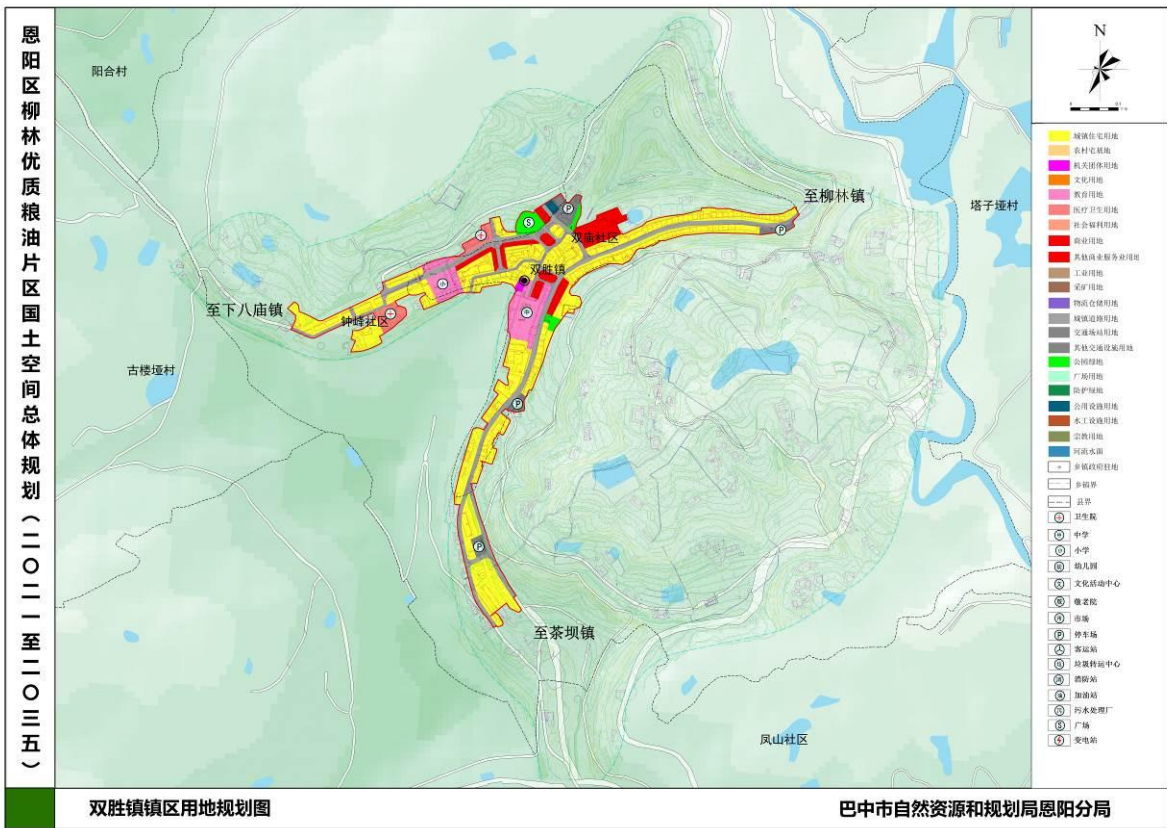 恩阳区柳林优质粮油片区国土空间总体规划（二〇二一至二〇三五）
阳合村
N
至柳林镇
塔子垭村
S
P
双庙社区
P
双胜镇
小
至下八庙镇
钟峰社区
中
古楼垭村
P
P
至茶坝镇
凤山社区
城镇住宅用地
农村宅基地
机关团体用地
文化用地
教育用地
医疗卫生用地
社会福利用地
商业用地
其他商业服务业用地
工业用地
采矿用地
物流仓储用地
城镇道路用地
交通场站用地
其他交通设施用地
公园绿地
广场用地
防护绿地
公用设施用地
水工设施用地
宗教用地
河流水面
乡镇政府驻地
乡镇界
县界
卫生院
中学
小学
幼儿园
文 文化活动中心
敬老院
市场
P 停车场
客运站
垃圾转运中心
消防站
加油站
污水处理厂
S 广场
变电站
双胜镇镇区用地规划图
巴中市自然资源和规划局恩阳分局